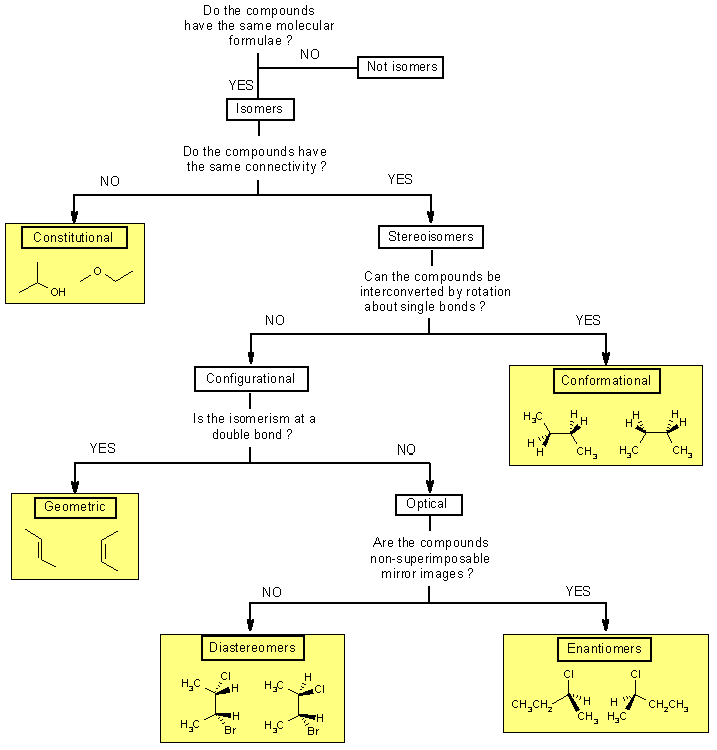 Do the compounds
have the same molecular
formulae ?
NO
Not isomers
YES
Isomers
Do the compounds have
the same connectivity ?
NO
YES
Constitutional
OH
O
Stereoisomers
Can the compounds be
interconverted by rotation
about single bonds ?
NO
YES
Configurational
Conformational
H3C
H
H
H
H
CH3
H
H
H3C
CH3
Is the isomerism at a
double bond ?
YES
NO
Geometric
Optical
Are the compounds
non-superimposable
mirror images ?
NO
YES
Diastereomers
H3C
Cl
H
H3C
H
Br
H3C
H
Cl
H3C
H
Br
Enantiomers
Cl
CH3CH2
H
CH3
Cl
H
H3C
CH2CH3